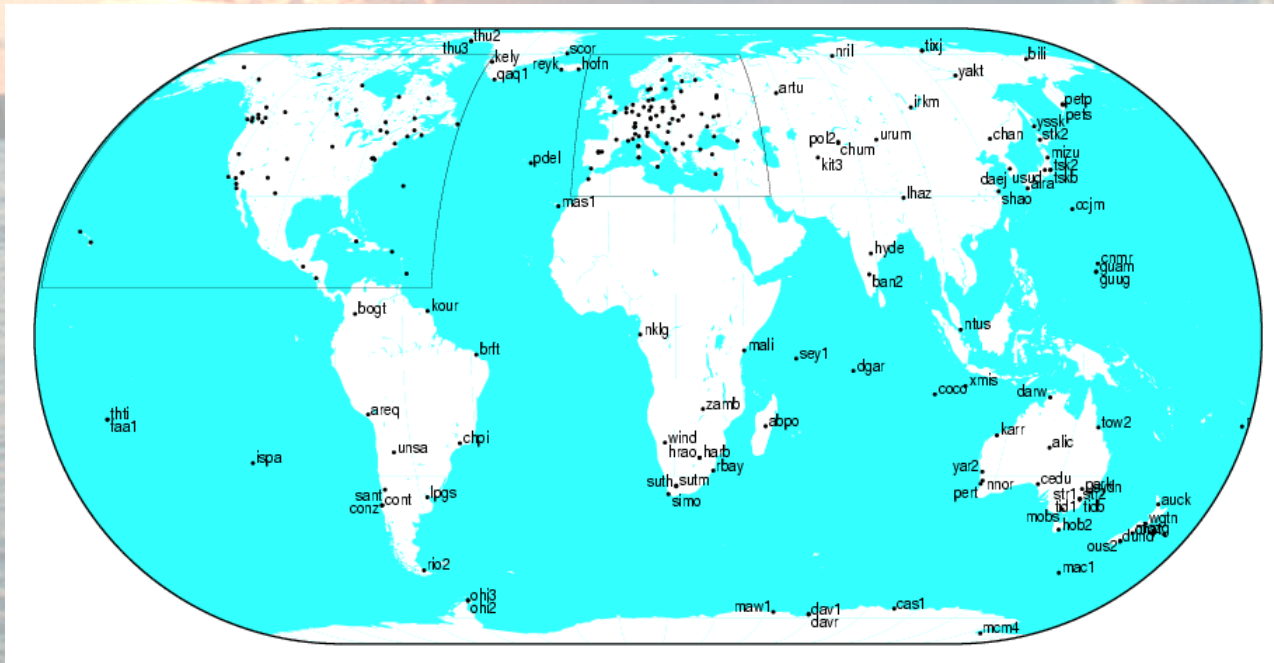 thu2
thu3
kely
qaq1
scor
reyk
hofn
nril
tixj
bili
yakt
artu
irkm
petp
pets
yssk
stk2
pol2
chum
urum
kit3
chan
mizu
tsk2
tskb
usud
daej
aira
shao
pdel
mas1
lhaz
ccjm
hyde
ban2
cnmr
guam
guug
bogt
kour
brft
nklg
mali
sey1
dgar
ntus
coco
xmis
darw
thti
faa1
areq
unsa
chpi
ispa
zamb
abpo
wind
hrao
harb
rbay
suth
sutm
simo
karr
alic
tow2
yar2
nnor
pert
cedu
park
str1
str2
tid1
tidb
mobs
hob2
auck
wgtn
dund
ous2
mac1
sant
cont
conz
lpgs
rio2
ohi3
ohi2
maw1
dav1
davr
cas1
mcm4